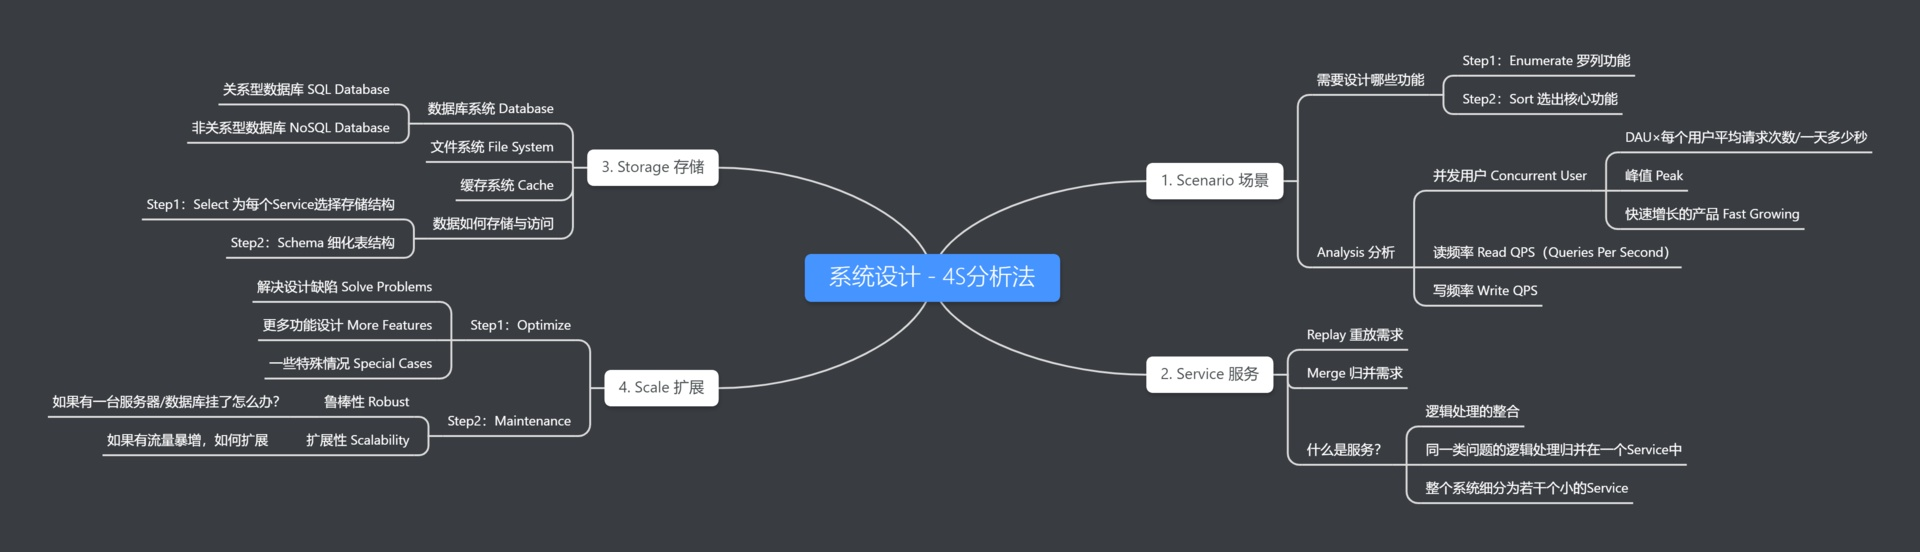 系统设计 - 4S分析法
1. Scenario 场景
需要设计哪些功能
Step1：Enumerate 罗列功能
Step2：Sort 选出核心功能
Analysis 分析
并发用户 Concurrent User
DAU×每个用户平均请求次数/一天多少秒
峰值 Peak
快速增长的产品 Fast Growing
读频率 Read QPS（Queries Per Second）
写频率 Write QPS
2. Service 服务
Replay 重放需求
Merge 归并需求
什么是服务？
逻辑处理的整合
同一类问题的逻辑处理归并在一个Service中
整个系统细分为若干个小的Service
3. Storage 存储
数据库系统 Database
关系型数据库 SQL Database
非关系型数据库 NoSQL Database
文件系统 File System
缓存系统 Cache
数据如何存储与访问
Step1：Select 为每个Service选择存储结构
Step2：Schema 细化表结构
4. Scale 扩展
Step1：Optimize
解决设计缺陷 Solve Problems
更多功能设计 More Features
一些特殊情况 Special Cases
Step2：Maintenance
鲁棒性 Robust
如果有一台服务器/数据库挂了怎么办？
扩展性 Scalability
如果有流量暴增，如何扩展